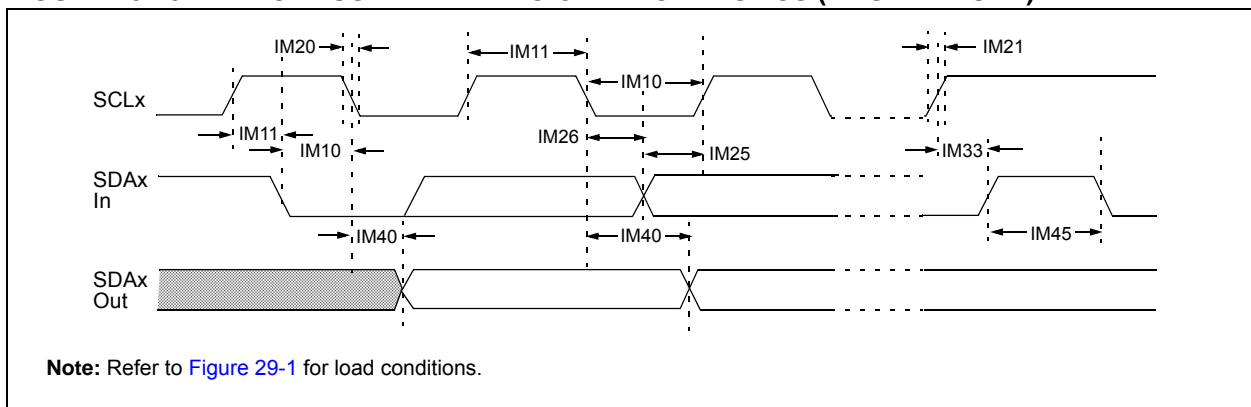 IM20
IM11
IM21
IM10
SCLx
IM11
IM26
IM10
IM25
IM33
SDAx
In
IM40
IM40
IM45
SDAx
Out
Note: Refer to Figure 29-1 for load conditions.